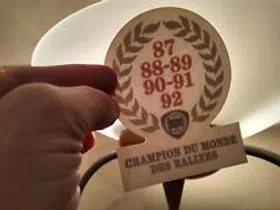 87
88-89
90-91
92
CHAMPION DU MONDE
DES RALLYES